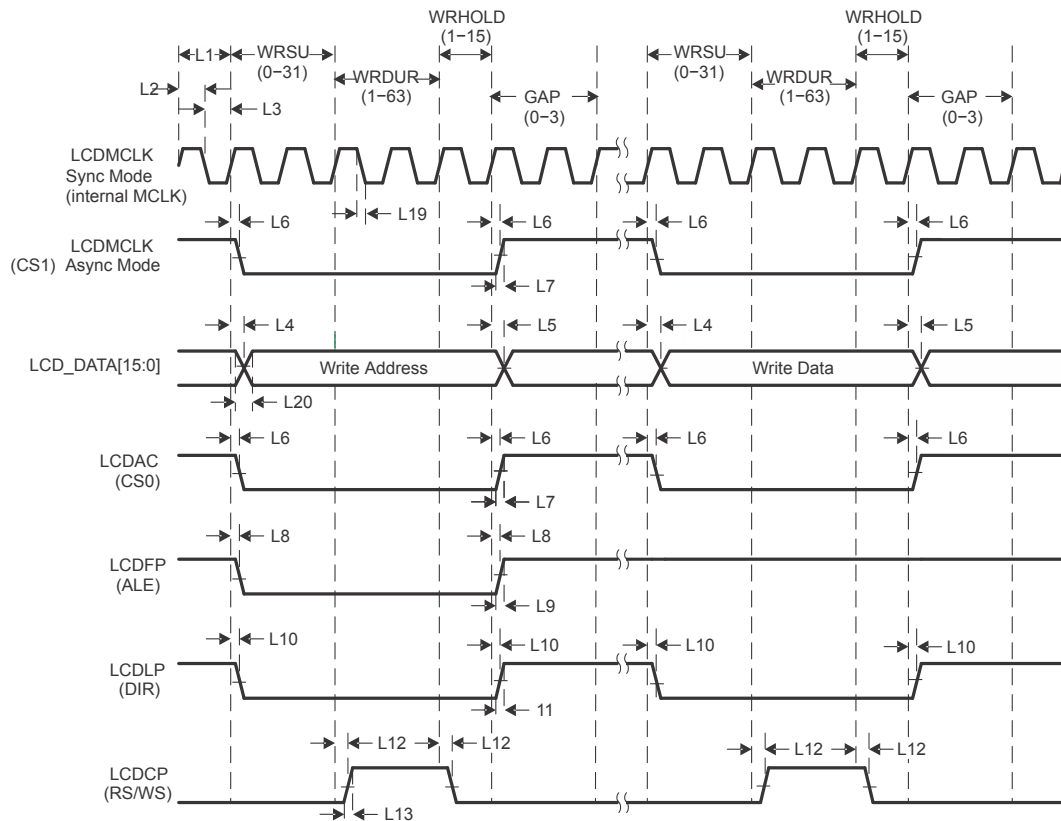 WRHOLD WRHOLD
(1−15) (1−15)
L1 WRSU WRSU
(0−31) (0−31)
L2 WRDUR WRDUR
(1−63) (1−63)
L3 GAP GAP
(0−3) (0−3)
LCDMCLK
Sync Mode
(internal MCLK)
L19
L6 L6 L6 L6
LCDMCLK
(CS1) Async Mode
L7
L4 L5 L4 L5
LCD_DATA[15:0] Write Address Write Data
L20
L6 L6 L6 L6
LCDAC
(CS0)
L7
L8 L8
LCDFP
(ALE)
L9
L10 L10 L10 L10
LCDLP
(DIR)
11
L12 L12 L12 L12
LCDCP
(RS/WS)
L13